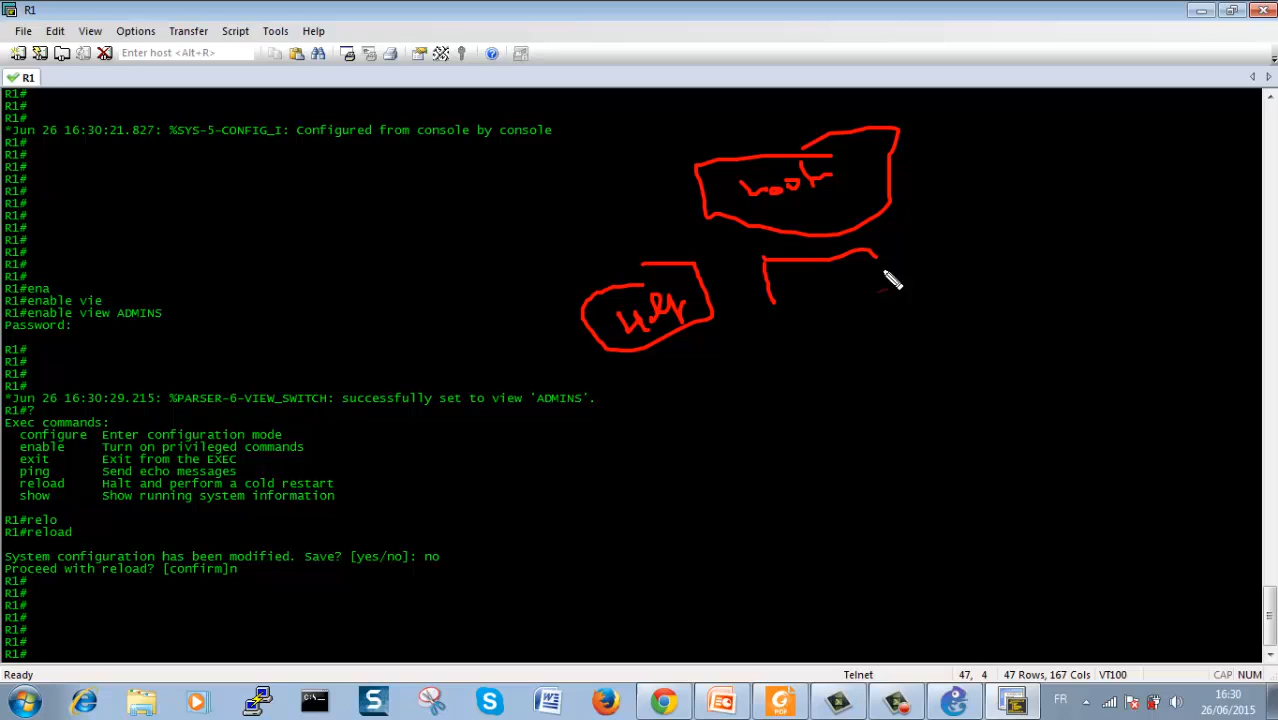 R1
File Edit View Options Transfer Script Tools Help
Enter host <Alt+R>
R1
R1#
R1#
R1#
*Jun 26 16:30:21.827: %SYS-5-CONFIG_I: Configured from console by console
R1#
R1#
R1#
R1#
R1#
R1#
R1#
R1#
R1#
R1#
R1#
R1#
R1#ena
R1#enable vie
R1#enable view ADMINS
Password:
R1#
R1#
R1#
R1#
*Jun 26 16:30:29.215: %PARSER-6-VIEW_SWITCH: successfully set to view 'ADMINS'.
R1#?
Exec commands:
configure Enter configuration mode
enable Turn on privileged commands
exit Exit from the EXEC
ping Send echo messages
reload Halt and perform a cold restart
show Show running system information
R1#relo
R1#reload
System configuration has been modified. Save? [yes/no]: no
Proceed with reload? [confirm]n
R1#
R1#
R1#
R1#
R1#
R1#
R1#
root
Help
Ready Telnet 47, 4 47 Rows, 167 Cols VT100 CAP NUM
FR 16:30
26/06/2015